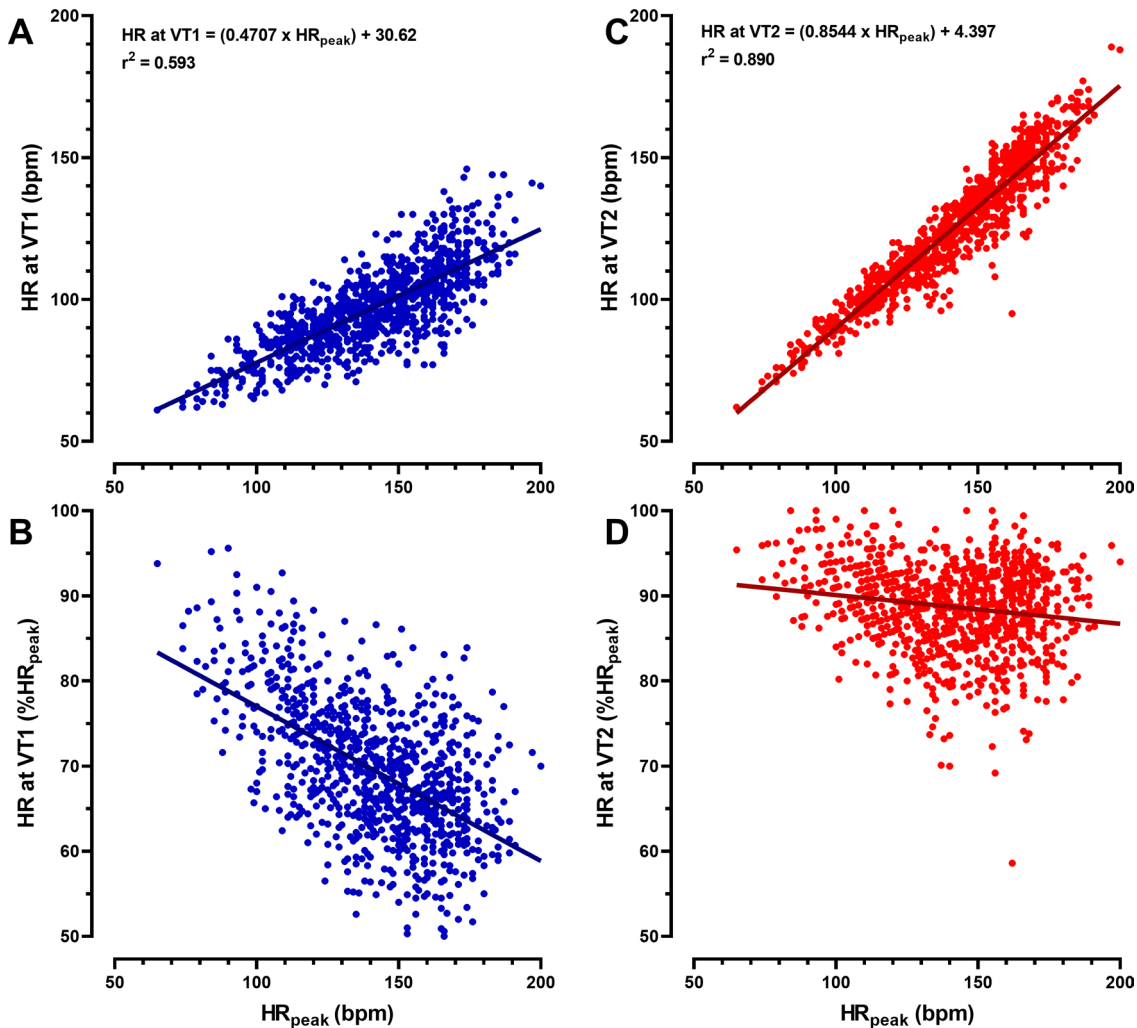 A
HR at VT1 = (0.4707 x HRpeak) + 30.62
r² = 0.593
200
150
100
50
HR at VT1 (bpm)
50 100 150 200
C
HR at VT2 = (0.8544 x HRpeak) + 4.397
r² = 0.890
200
150
100
50
HR at VT2 (bpm)
50 100 150 200
B
100
90
80
70
60
50
HR at VT1 (%HRpeak)
50 100 150 200
HRpeak (bpm)
D
100
90
80
70
60
50
HR at VT2 (%HRpeak)
50 100 150 200
HRpeak (bpm)